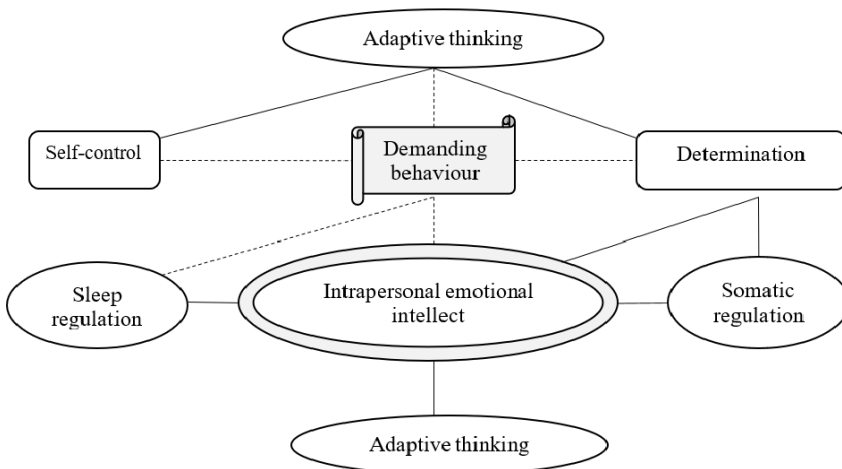 Adaptive thinking
Self-control
Demanding
behaviour
Determination
Sleep
regulation
Intrapersonal emotional
intellect
Somatic
regulation
Adaptive thinking